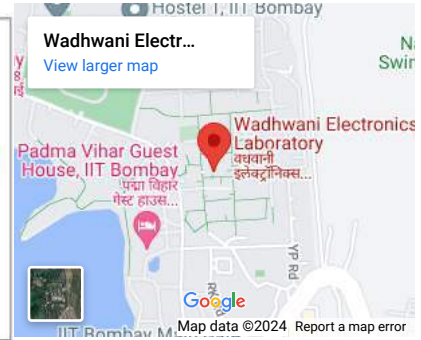 Hostel 1, IIT Bombay
Wadhwani Electr...
View larger map
Swir
Wadhwani Electronics
Laboratory
वधवानी
इलेक्ट्रॉनिक्स...
Padma Vihar Guest
House, IIT Bombay
पद्मा विहार
गेस्ट हाउस...
YP Rd
Google
Map data ©2024 Report a map error
IIT Bombay